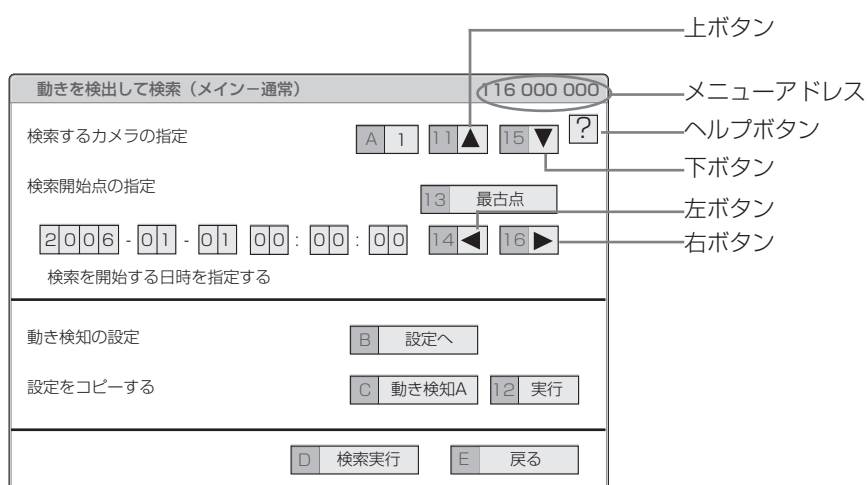 上ボタン
動きを検出して検索（メイン－通常） 116 000 000
メニューアドレス
検索するカメラの指定 A 1 11 ▲ 15 ▼ ?
ヘルプボタン
下ボタン
検索開始点の指定 13 最古点
左ボタン
2006-01-01 00:00:00 14 ◀ 16 ▶
右ボタン
検索を開始する日時を指定する
動き検知の設定 B 設定へ
設定をコピーする C 動き検知A 12 実行
D 検索実行 E 戻る